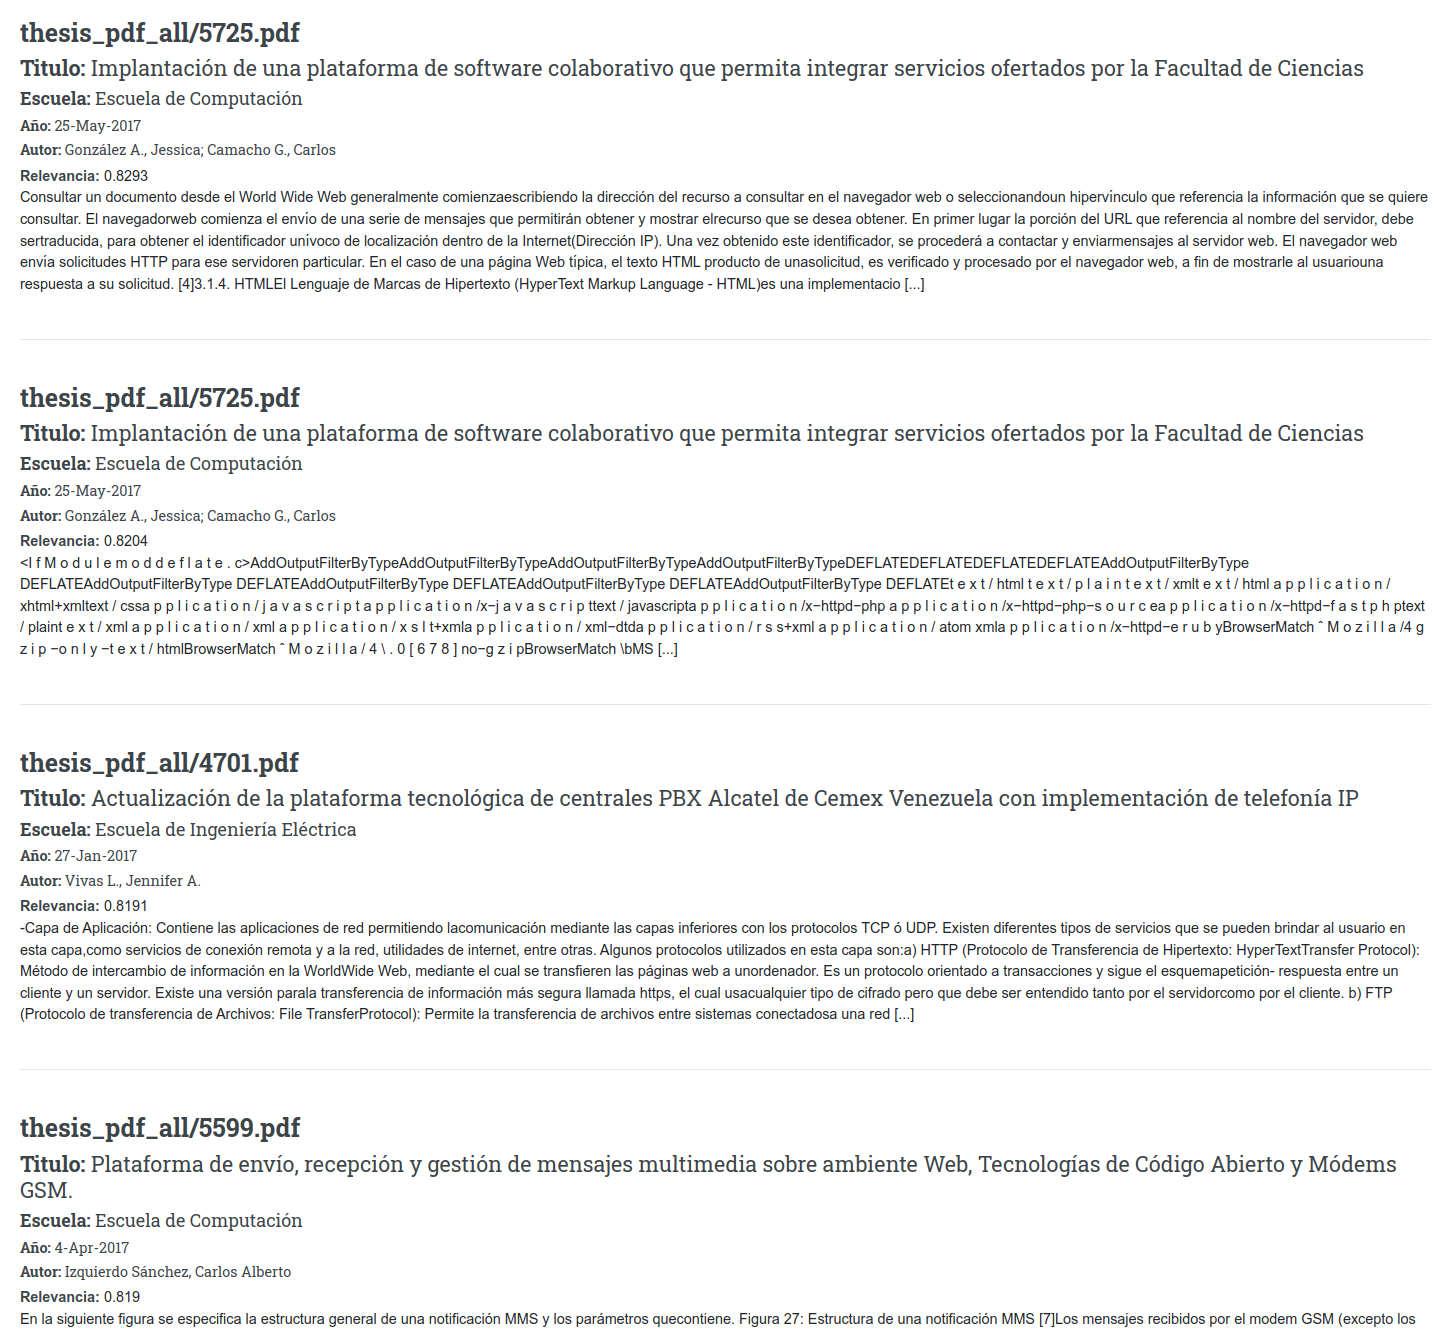 thesis_pdf_all/5725.pdf
Titulo: Implantación de una plataforma de software colaborativo que permita integrar servicios ofertados por la Facultad de Ciencias
Escuela: Escuela de Computación
Año: 25-May-2017
Autor: González A., Jessica; Camacho G., Carlos
Relevancia: 0.8293
Consultar un documento desde el World Wide Web generalmente comienzaescribiendo la dirección del recurso a consultar en el navegador web o seleccionandoun hipervínculo que referencia la información que se quiere
consultar. El navegadorweb comienza el envío de una serie de mensajes que permitirán obtener y mostrar elrecurso que se desea obtener. En primer lugar la porción del URL que referencia al nombre del servidor, debe
sertraducida, para obtener el identificador unívoco de localización dentro de la Internet(Dirección IP). Una vez obtenido este identificador, se procederá a contactar y enviarmensajes al servidor web. El navegador web
envía solicitudes HTTP para ese servidoren particular. En el caso de una página Web típica, el texto HTML producto de unasolicitud, es verificado y procesado por el navegador web, a fin de mostrarle al usuariouna
respuesta a su solicitud. [4]3.1.4. HTMLEl Lenguaje de Marcas de Hipertexto (HyperText Markup Language - HTML)es una implementacio [...]
thesis_pdf_all/5725.pdf
Titulo: Implantación de una plataforma de software colaborativo que permita integrar servicios ofertados por la Facultad de Ciencias
Escuela: Escuela de Computación
Año: 25-May-2017
Autor: González A., Jessica; Camacho G., Carlos
Relevancia: 0.8204
<I f M o d u l e m o d d e f l a t e . c>AddOutputFilterByTypeAddOutputFilterByTypeAddOutputFilterByTypeAddOutputFilterByTypeDEFLATEDEFLATEDEFLATEDEFLATEAddOutputFilterByType
DEFLATEAddOutputFilterByType DEFLATEAddOutputFilterByType DEFLATEAddOutputFilterByType DEFLATEAddOutputFilterByType DEFLATEt e x t / html t e x t / p l a i n t e x t / xmlt e x t / html a p p l i c a t i o n /
xhtml+xmltext / cssa p p l i c a t i o n / j a v a s c r i p t a p p l i c a t i o n /x−j a v a s c r i p ttext / javascripta p p l i c a t i o n /x−httpd−php a p p l i c a t i o n /x−httpd−php−s o u r c ea p p l i c a t i o n /x−httpd−f a s t p h ptext
/ plaint e x t / xml a p p l i c a t i o n / xml a p p l i c a t i o n / x s l t+xmla p p l i c a t i o n / xml−dtda p p l i c a t i o n / r s s+xml a p p l i c a t i o n / atom xmla p p l i c a t i o n /x−httpd−e r u b yBrowserMatch ˆ M o z i l l a /4 g
z i p −o n l y −t e x t / htmlBrowserMatch ˆ M o z i l l a / 4 \ . 0 [ 6 7 8 ] no−g z i pBrowserMatch \bMS [...]
thesis_pdf_all/4701.pdf
Titulo: Actualización de la plataforma tecnológica de centrales PBX Alcatel de Cemex Venezuela con implementación de telefonía IP
Escuela: Escuela de Ingeniería Eléctrica
Año: 27-Jan-2017
Autor: Vivas L., Jennifer A.
Relevancia: 0.8191
-Capa de Aplicación: Contiene las aplicaciones de red permitiendo lacomunicación mediante las capas inferiores con los protocolos TCP ó UDP. Existen diferentes tipos de servicios que se pueden brindar al usuario en
esta capa,como servicios de conexión remota y a la red, utilidades de internet, entre otras. Algunos protocolos utilizados en esta capa son:a) HTTP (Protocolo de Transferencia de Hipertexto: HyperTextTransfer Protocol):
Método de intercambio de información en la WorldWide Web, mediante el cual se transfieren las páginas web a unordenador. Es un protocolo orientado a transacciones y sigue el esquemapetición- respuesta entre un
cliente y un servidor. Existe una versión parala transferencia de información más segura llamada https, el cual usacualquier tipo de cifrado pero que debe ser entendido tanto por el servidorcomo por el cliente. b) FTP
(Protocolo de transferencia de Archivos: File TransferProtocol): Permite la transferencia de archivos entre sistemas conectadosa una red [...]
thesis_pdf_all/5599.pdf
Titulo: Plataforma de envío, recepción y gestión de mensajes multimedia sobre ambiente Web, Tecnologías de Código Abierto y Módems
GSM.
Escuela: Escuela de Computación
Año: 4-Apr-2017
Autor: Izquierdo Sánchez, Carlos Alberto
Relevancia: 0.819
En la siguiente figura se especifica la estructura general de una notificación MMS y los parámetros quecontiene. Figura 27: Estructura de una notificación MMS [7]Los mensajes recibidos por el modem GSM (excepto los